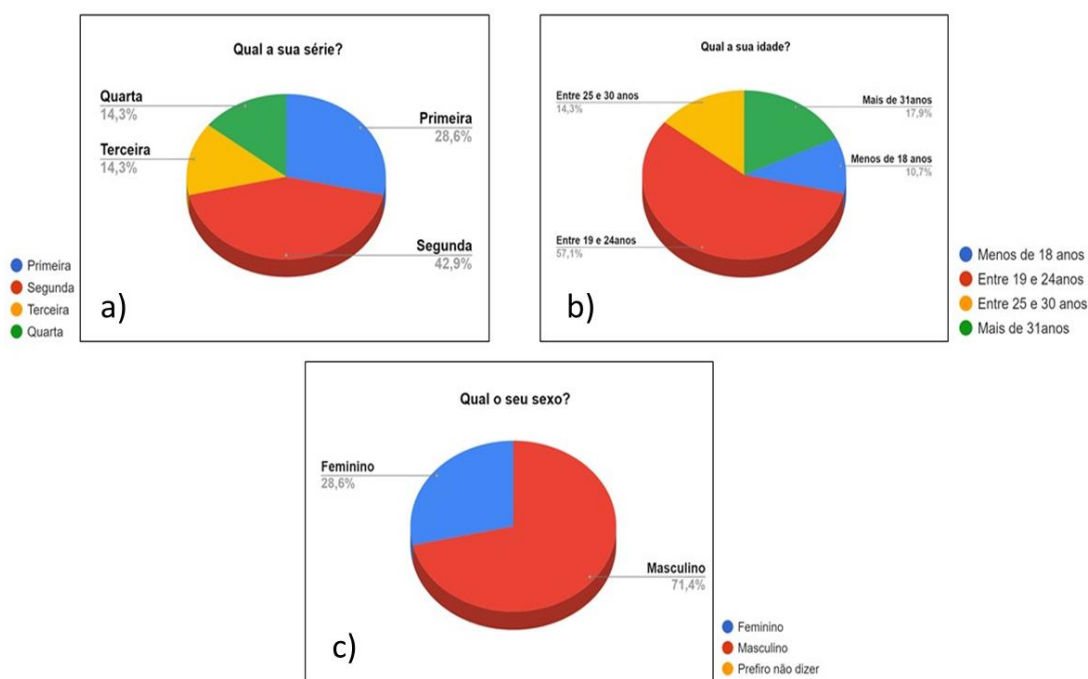 Qual a sua série?
Quarta
14,3%
Primeira
28,6%
Terceira
14,3%
Segunda
42,9%
Primeira
Segunda
Terceira
Quarta
a)
Qual a sua idade?
Entre 25 e 30 anos
14,3%
Mais de 31anos
17,9%
Menos de 18 anos
10,7%
Entre 19 e 24anos
57,1%
Menos de 18 anos
Entre 19 e 24anos
Entre 25 e 30 anos
Mais de 31anos
b)
Qual o seu sexo?
Feminino
28,6%
Masculino
71,4%
c)
Feminino
Masculino
Prefiro não dizer